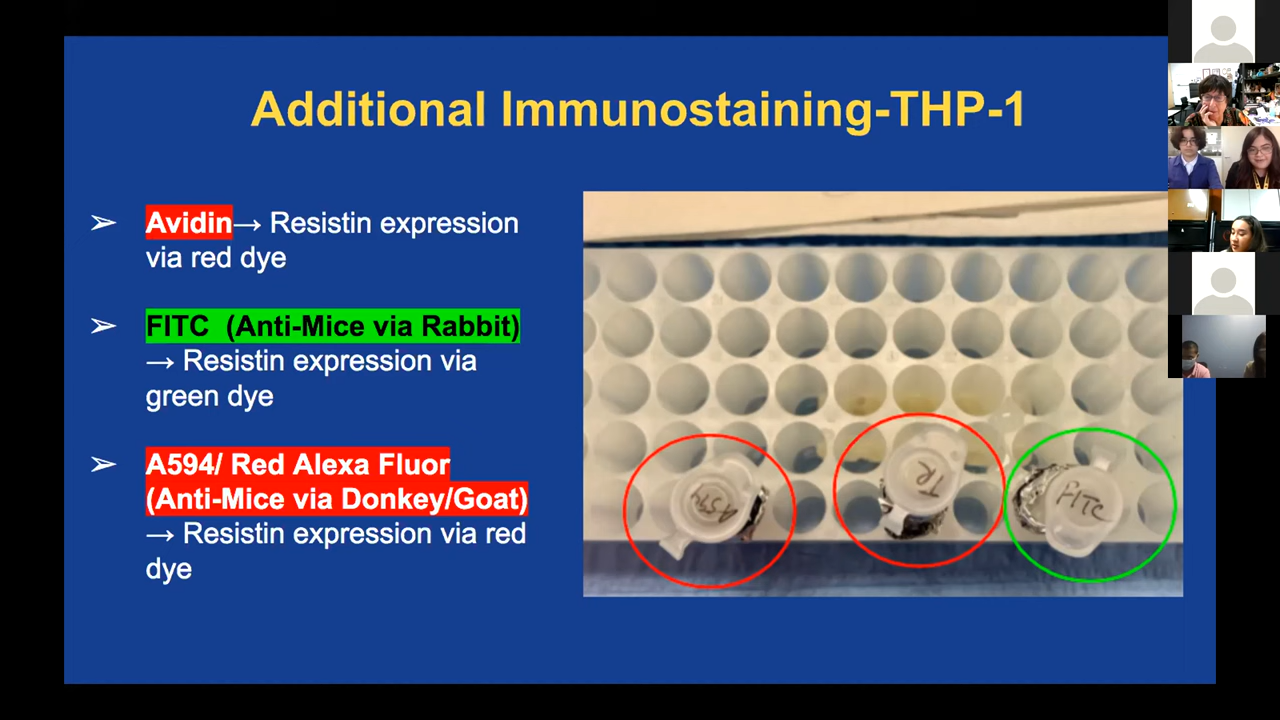 Additional Immunostaining-THP-1
➢ Avidin→ Resistin expression
via red dye
➢ FITC (Anti-Mice via Rabbit)
→ Resistin expression via
green dye
➢ A594/ Red Alexa Fluor
(Anti-Mice via Donkey/Goat)
→ Resistin expression via red
dye
A594
TR
FITC